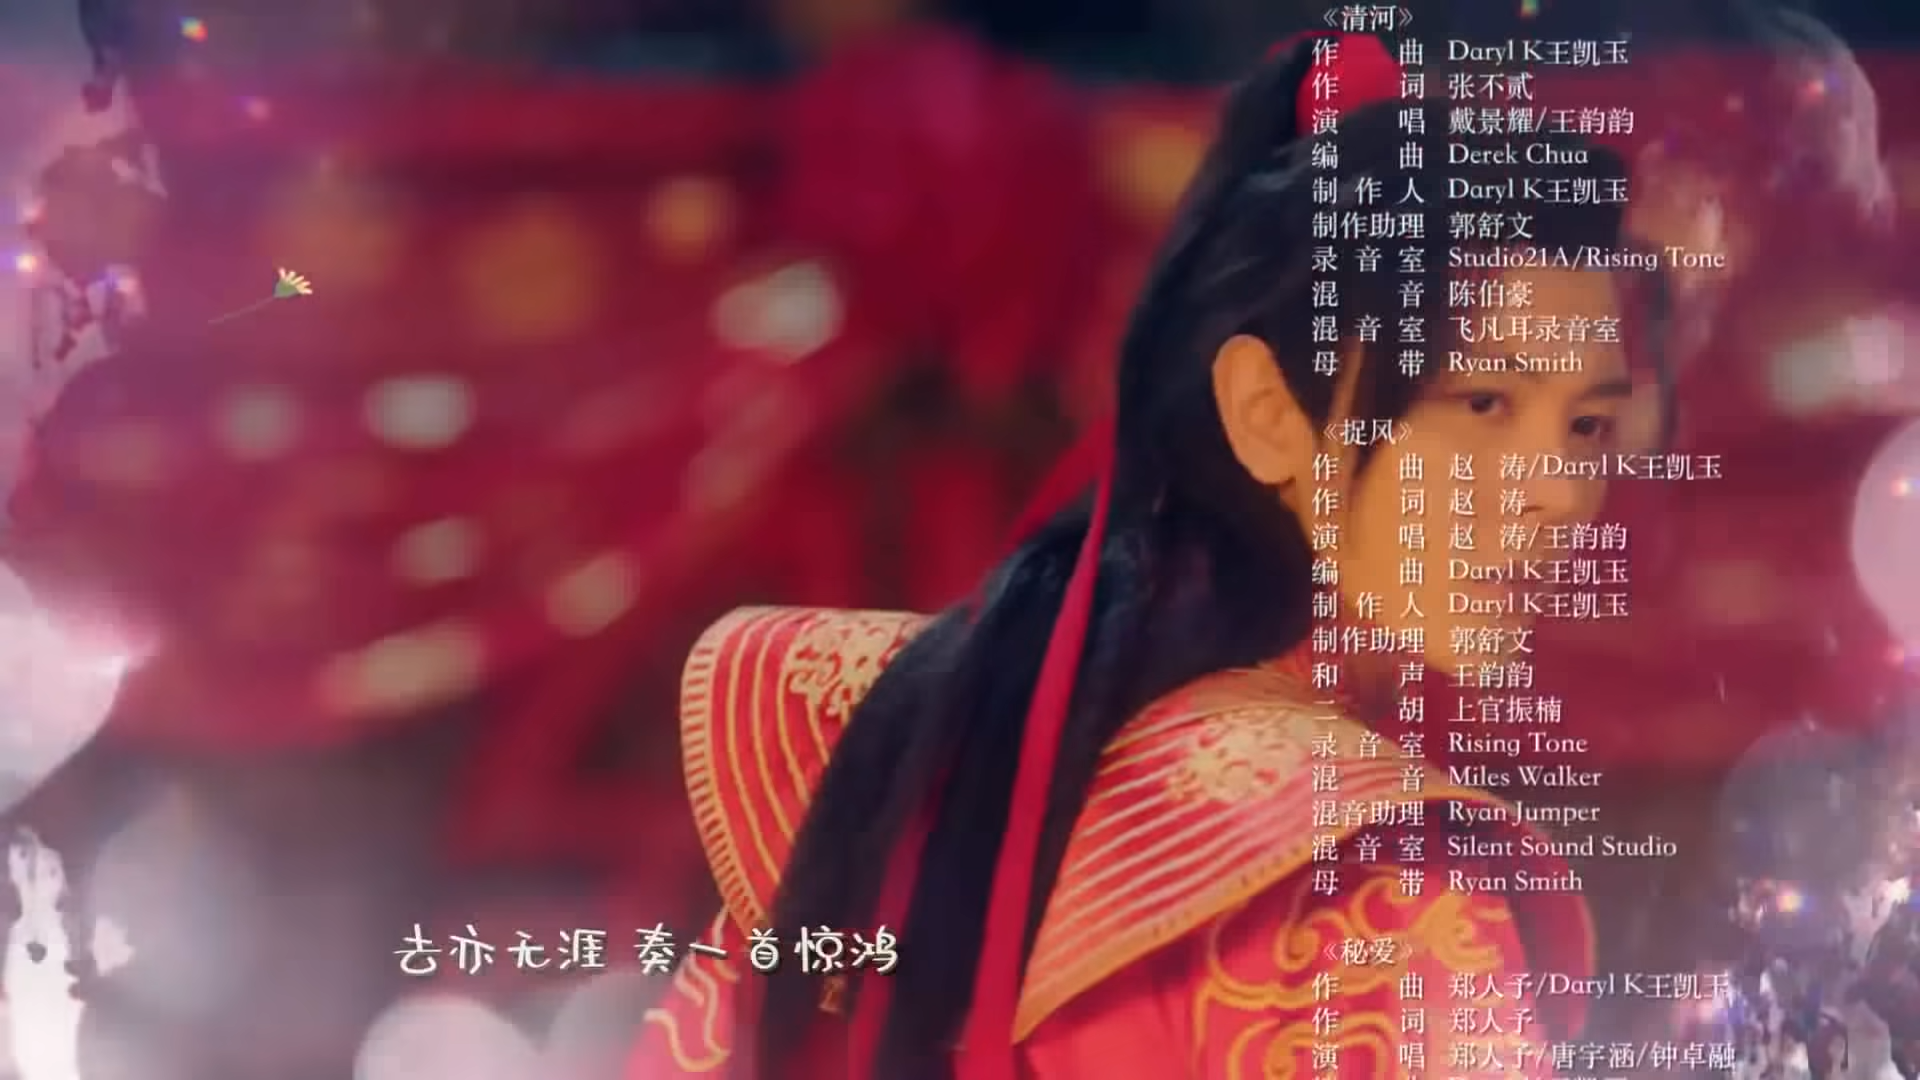 《清河》
作曲 Daryl K王凯玉
作词 张不贰
演唱 戴景耀/王韵韵
编曲 Derek Chua
制作人 Daryl K王凯玉
制作助理 郭舒文
录音室 Studio21A/Rising Tone
混音 陈伯豪
混音室 飞凡耳录音室
母带 Ryan Smith
《捉风》
作曲 赵涛/Daryl K王凯玉
作词 赵涛
演唱 赵涛/王韵韵
编曲 Daryl K王凯玉
制作人 Daryl K王凯玉
制作助理 郭舒文
和声 王韵韵
二胡 上官振楠
录音室 Rising Tone
混音 Miles Walker
混音助理 Ryan Jumper
混音室 Silent Sound Studio
母带 Ryan Smith
《秘爱》
作曲 郑人予/Daryl K王凯玉
作词 郑人予
演唱 郑人予/唐宇涵/钟卓融
去亦无涯 奏一首惊鸿